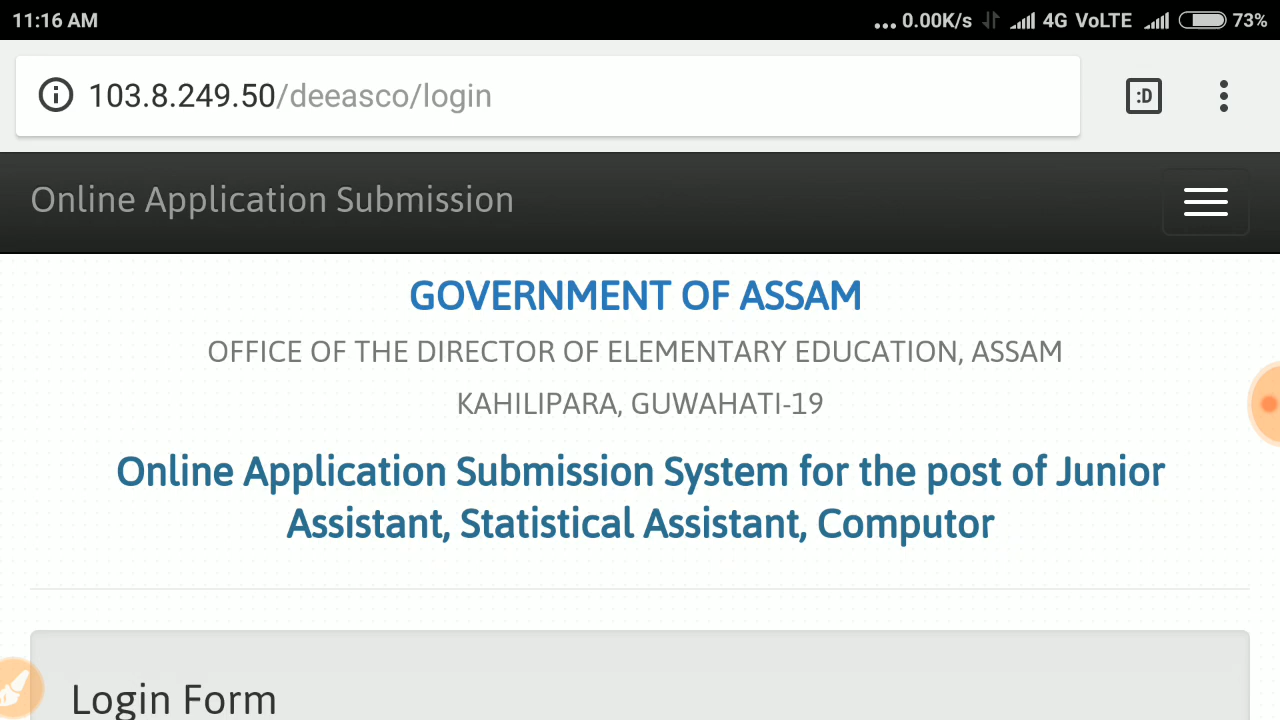 11:16 AM ... 0.00K/s 4G VoLTE 73%
103.8.249.50/deeasco/login :D
Online Application Submission
GOVERNMENT OF ASSAM
OFFICE OF THE DIRECTOR OF ELEMENTARY EDUCATION, ASSAM
KAHILIPARA, GUWAHATI-19
Online Application Submission System for the post of Junior
Assistant, Statistical Assistant, Computor
Login Form